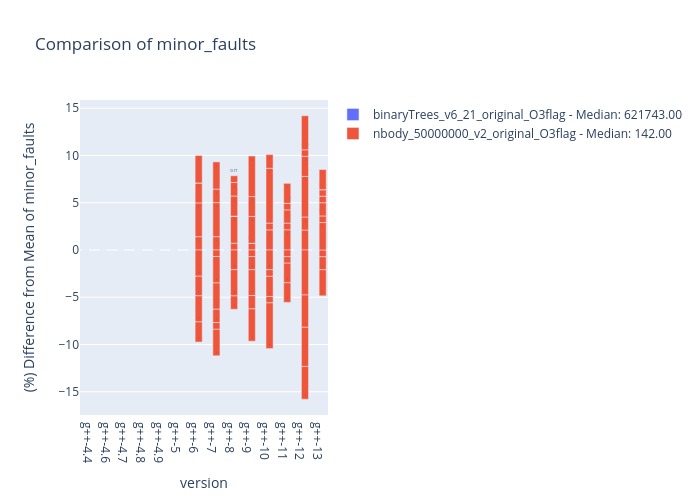 Comparison of minor_faults
binaryTrees_v6_21_original_O3flag - Median: 621743.00
nbody_50000000_v2_original_O3flag - Median: 142.00
(%) Difference from Mean of minor_faults
15
10
5
0
−5
−10
−15
g++-4.4
g++-4.6
g++-4.7
g++-4.8
g++-4.9
g++-5
g++-6
g++-7
g++-8
g++-9
g++-10
g++-11
g++-12
g++-13
version